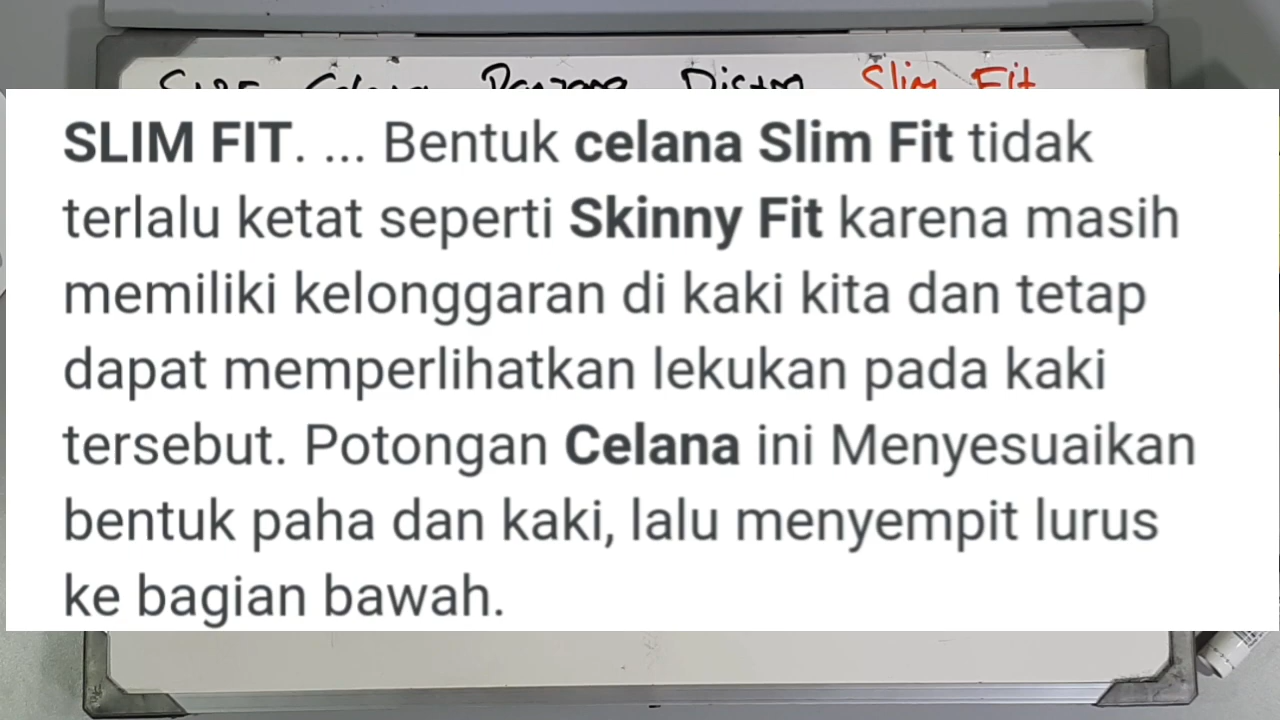 Slim Fit
SLIM FIT. ... Bentuk celana Slim Fit tidak
terlalu ketat seperti Skinny Fit karena masih
memiliki kelonggaran di kaki kita dan tetap
dapat memperlihatkan lekukan pada kaki
tersebut. Potongan Celana ini Menyesuaikan
bentuk paha dan kaki, lalu menyempit lurus
ke bagian bawah.